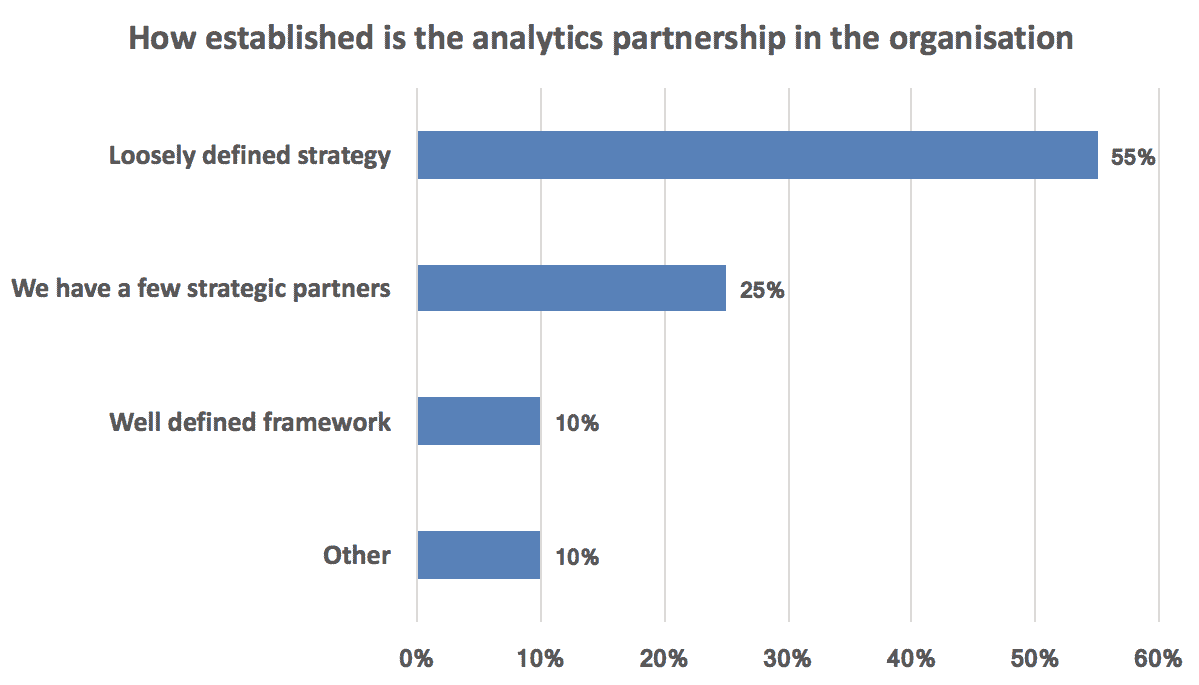 How established is the analytics partnership in the organisation
Loosely defined strategy
55%
We have a few strategic partners
25%
Well defined framework
10%
Other
10%
0% 10% 20% 30% 40% 50% 60%